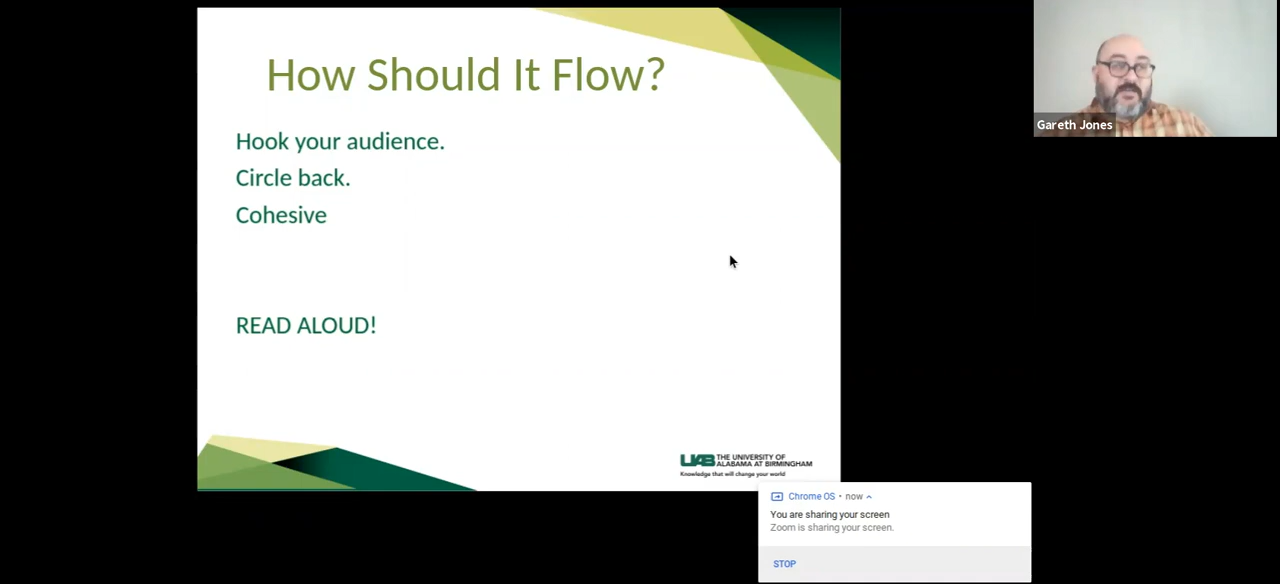 How Should It Flow?
Hook your audience.
Circle back.
Cohesive
READ ALOUD!
UAB THE UNIVERSITY OF
ALABAMA AT BIRMINGHAM
Knowledge that will change your world
Gareth Jones
Chrome OS • now
You are sharing your screen
Zoom is sharing your screen.
STOP